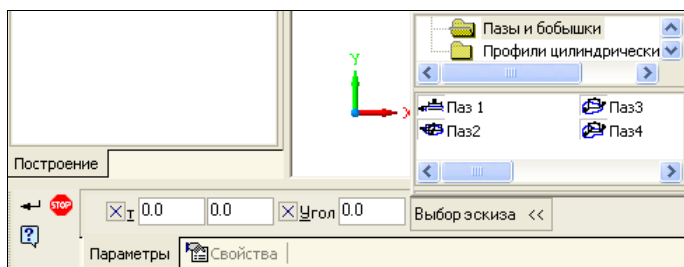 Пазы и бобышки
Профили цилиндрически
Y
X
Паз 1
Паз3
Паз2
Паз4
Построение
STOP
т 0.0 0.0 Угол 0.0
Выбор эскиза <<
?
Параметры Свойства